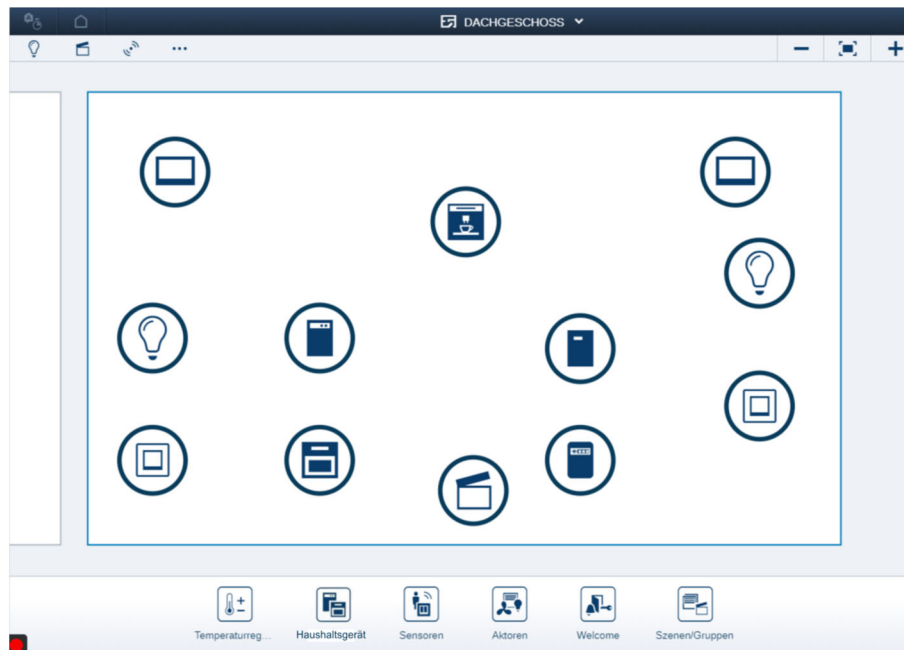 DACHGESCHOSS
Temperaturreg...
Haushaltsgerät
Sensoren
Aktoren
Welcome
Szenen/Gruppen